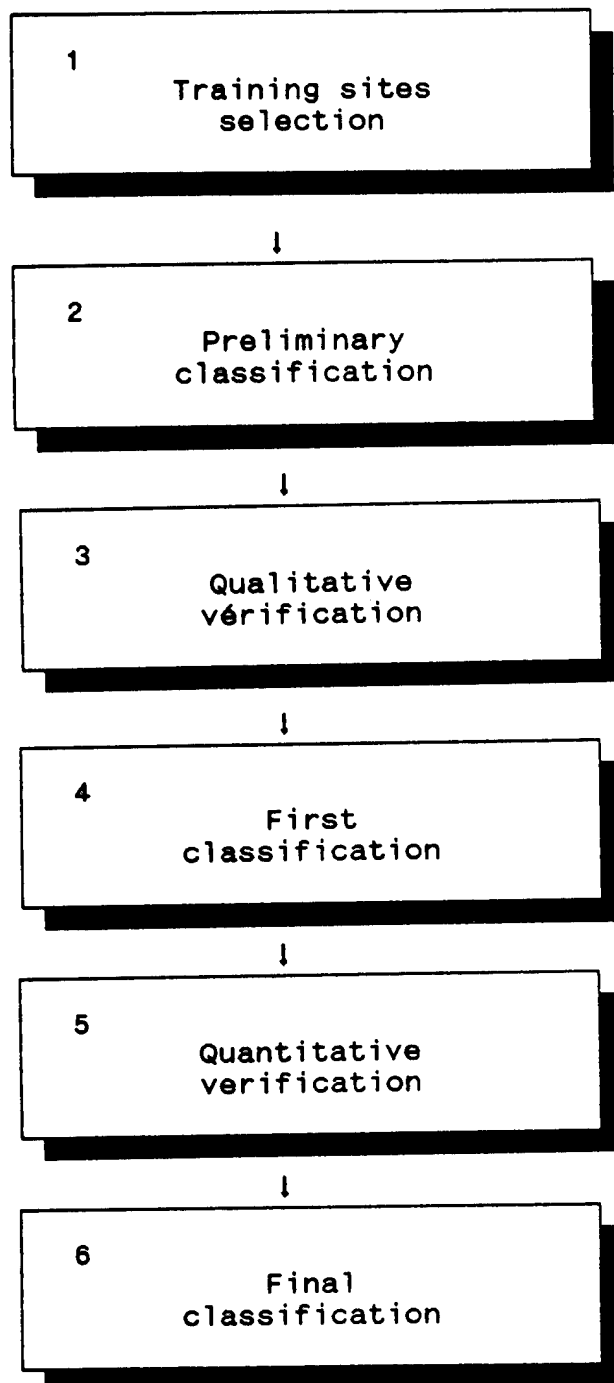 1
Training sites
selection
↓
2
Preliminary
classification
↓
3
Qualitative
vérification
↓
4
First
classification
↓
5
Quantitative
verification
↓
6
Final
classification